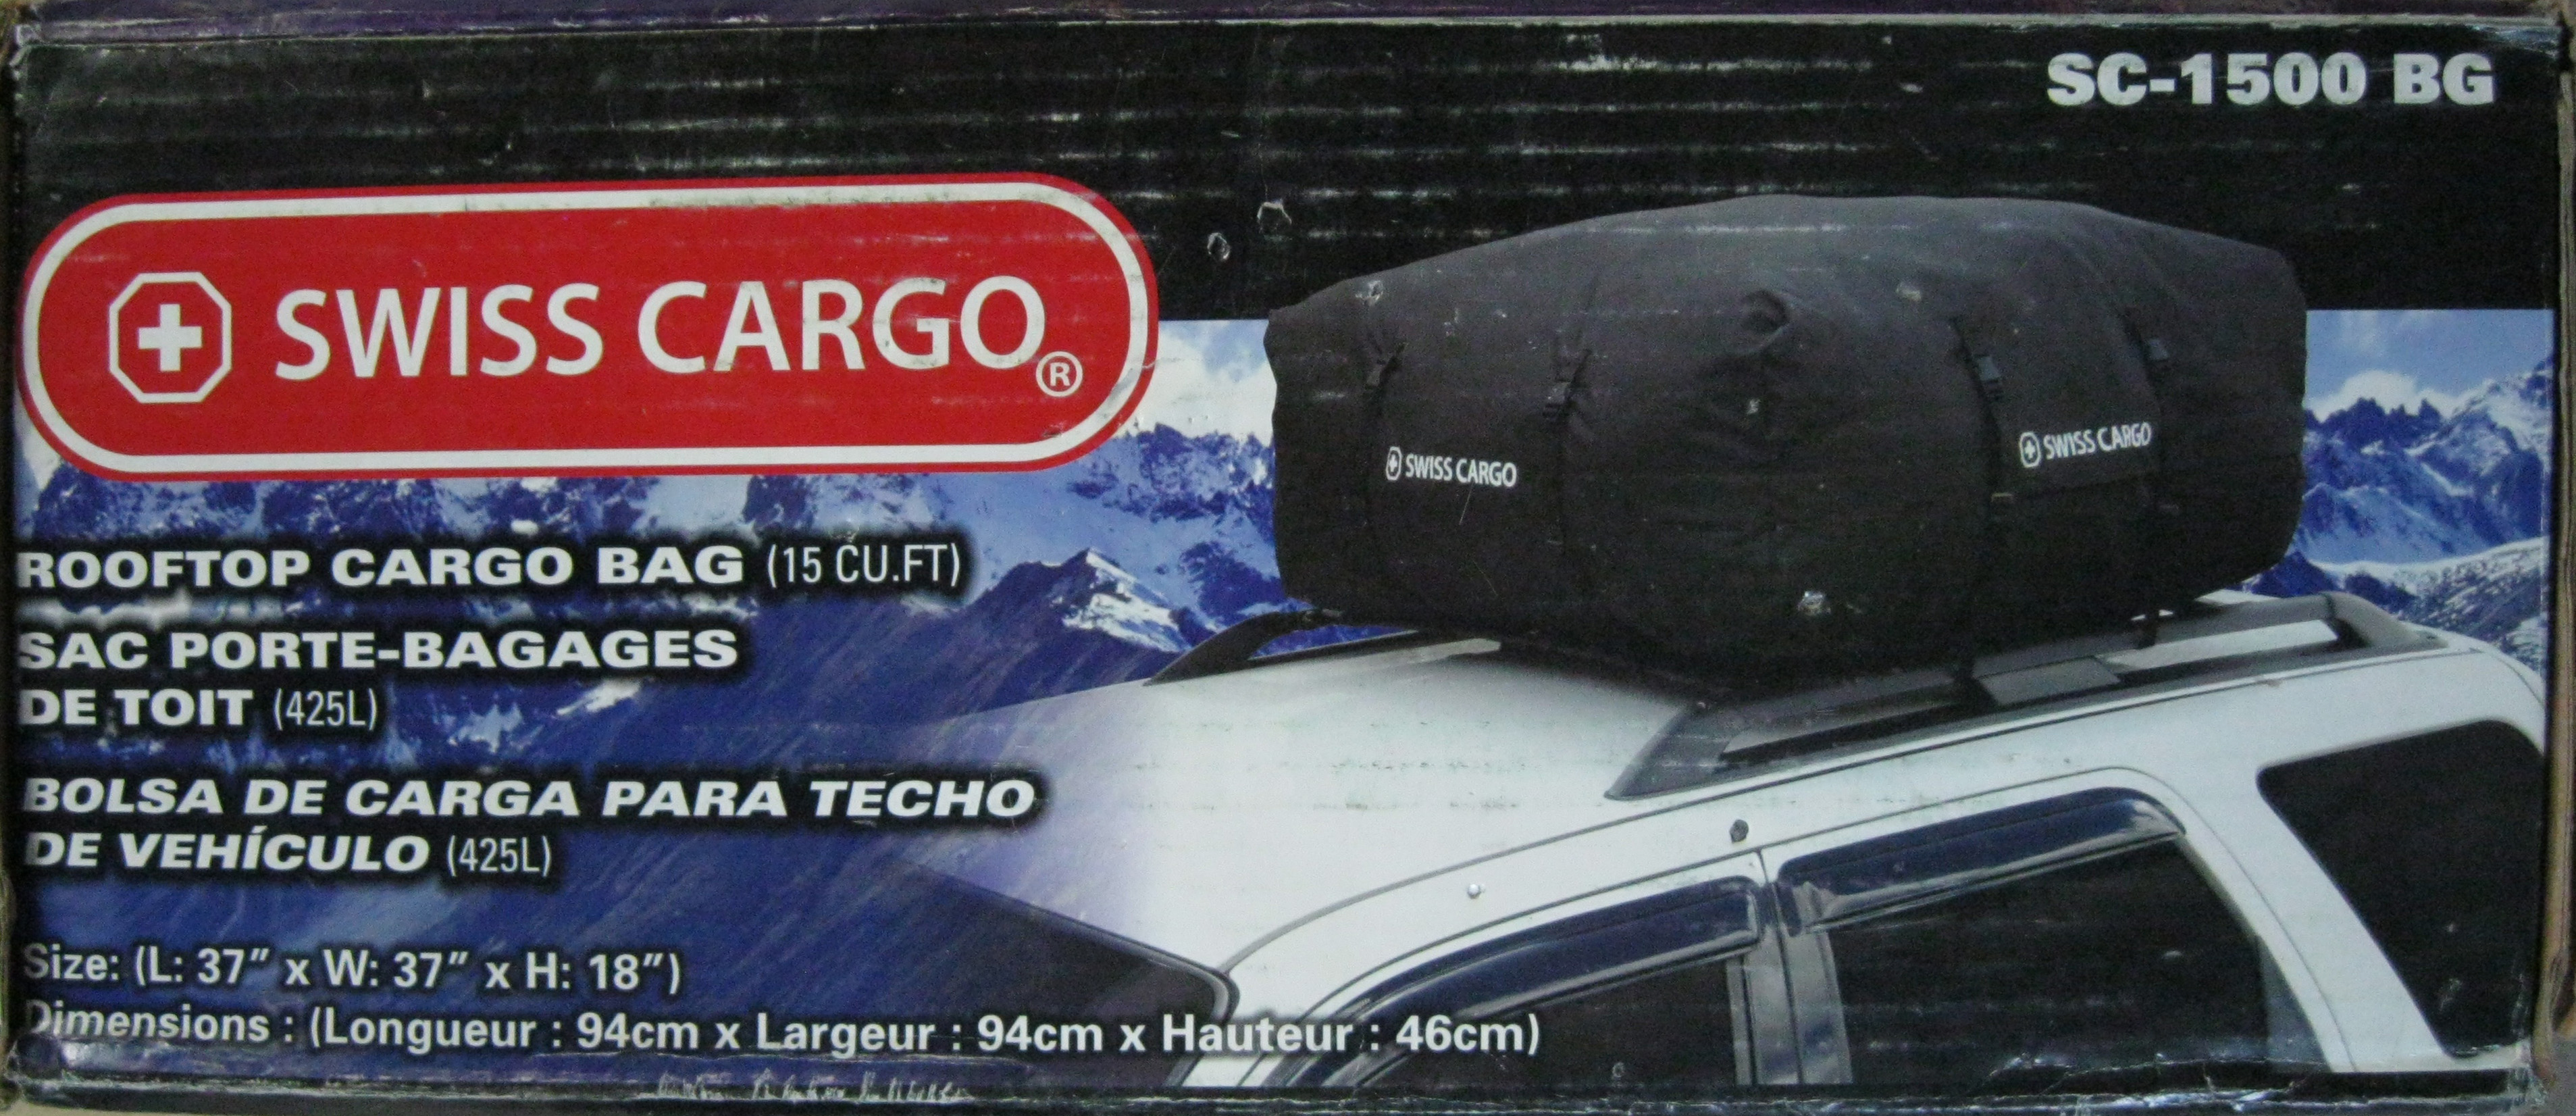 SC-1500 BG
SWISS CARGO®
SWISS CARGO
SWISS CARGO
ROOFTOP CARGO BAG (15 CU.FT)
SAC PORTE-BAGAGES
DE TOIT (425L)
BOLSA DE CARGA PARA TECHO
DE VEHÍCULO (425L)
Size: (L: 37" x W: 37" x H: 18")
Dimensions : (Longueur : 94cm x Largeur : 94cm x Hauteur : 46cm)